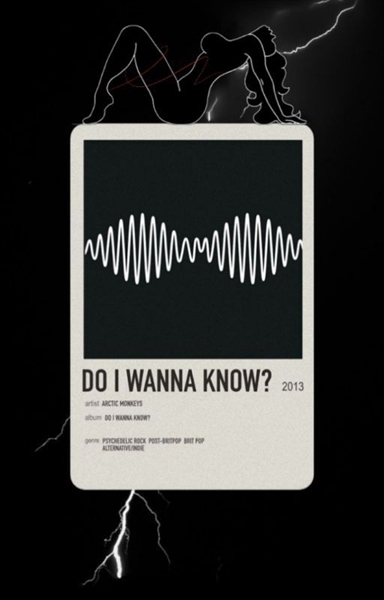 DO I WANNA KNOW? 2013
artist ARCTIC MONKEYS
album DO I WANNA KNOW?
genre PSYCHEDELIC ROCK POST-BRITPOP BRIT POP
ALTERNATIVE/INDIE